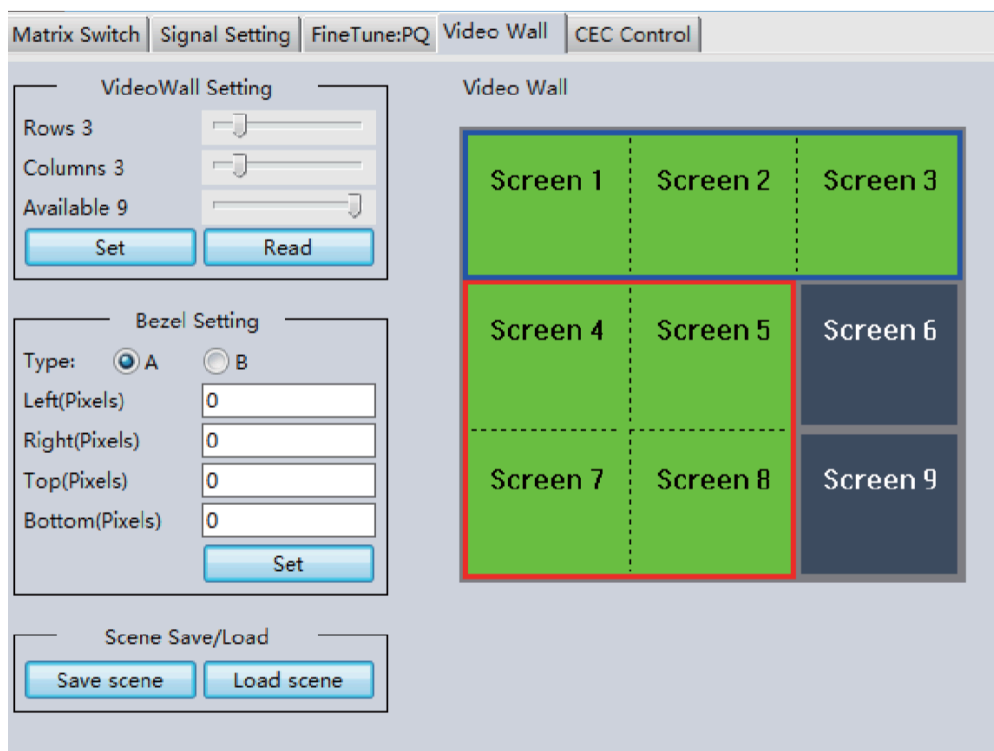 Matrix Switch Signal Setting FineTune:PQ Video Wall CEC Control
VideoWall Setting
Rows 3
Columns 3
Available 9
Set Read
Bezel Setting
Type: A B
Left(Pixels) 0
Right(Pixels) 0
Top(Pixels) 0
Bottom(Pixels) 0
Set
Scene Save/Load
Save scene Load scene
Video Wall
Screen 1 Screen 2 Screen 3
Screen 4 Screen 5 Screen 6
Screen 7 Screen 8 Screen 9